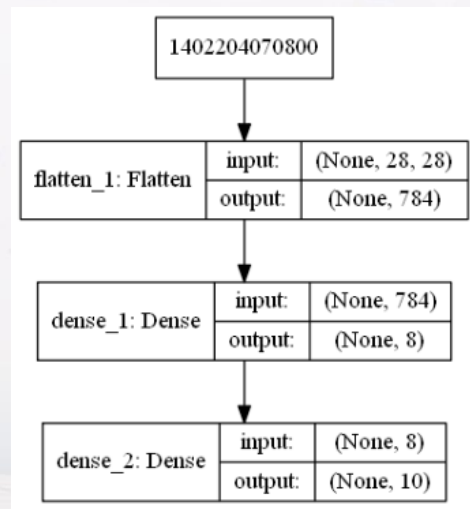 1402204070800
flatten_1: Flatten
input: (None, 28, 28)
output: (None, 784)
dense_1: Dense
input: (None, 784)
output: (None, 8)
dense_2: Dense
input: (None, 8)
output: (None, 10)